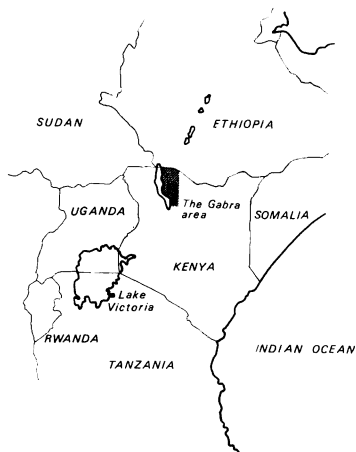 SUDAN
ETHIOPIA
The Gabra
area
UGANDA
SOMALIA
KENYA
Lake
Victoria
RWANDA
INDIAN OCEAN
TANZANIA